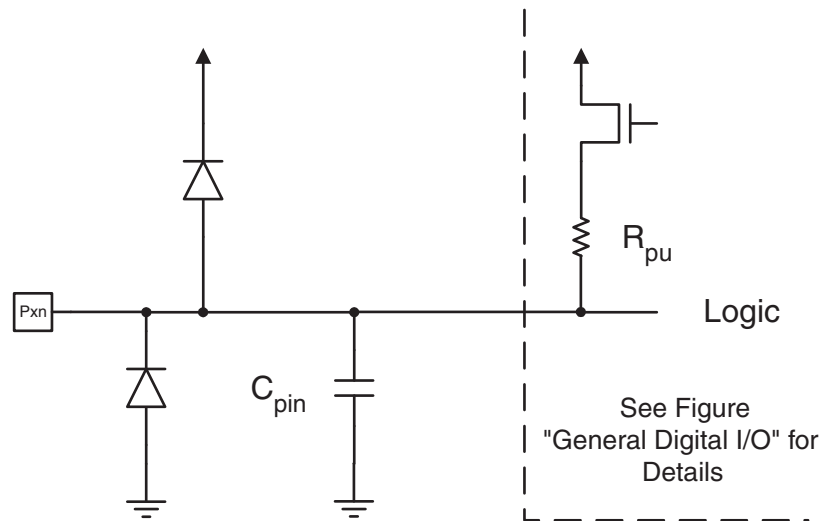 R_pu
Pxn
Logic
C_pin
See Figure
"General Digital I/O" for
Details